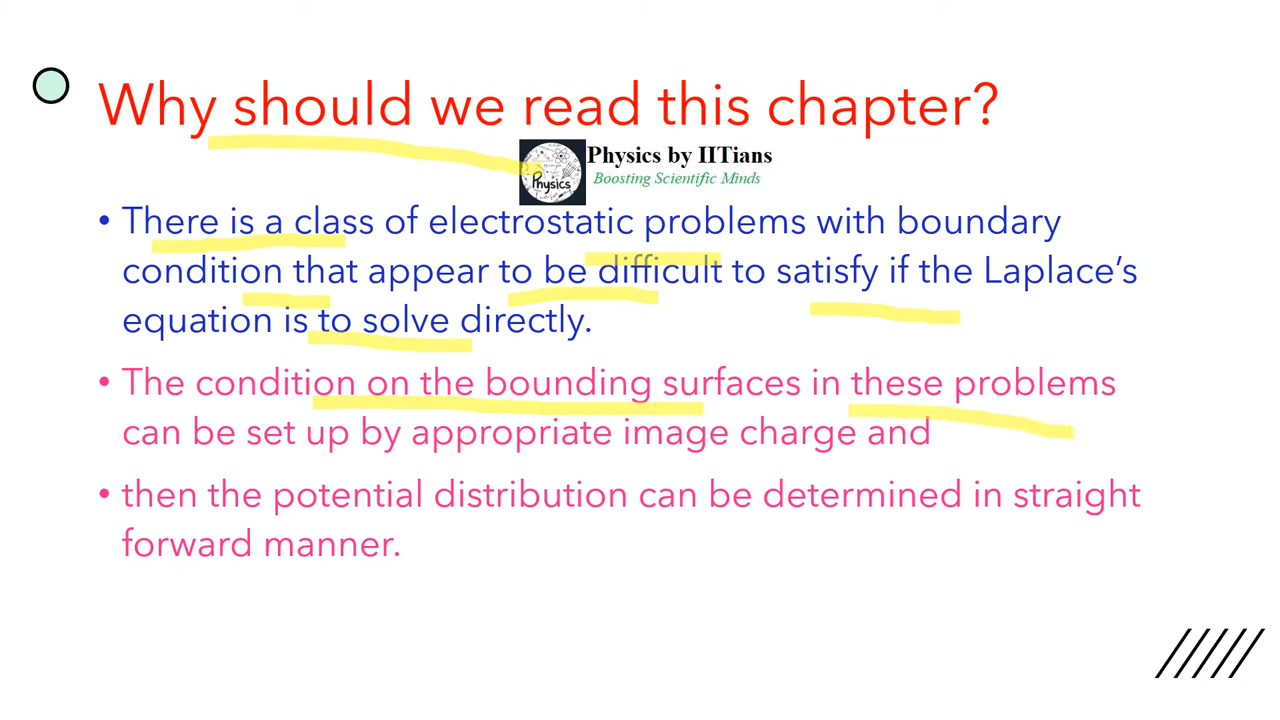 Why should we read this chapter?
Physics by IITians
Physics
Boosting Scientific Minds
• There is a class of electrostatic problems with boundary
condition that appear to be difficult to satisfy if the Laplace’s
equation is to solve directly.
• The condition on the bounding surfaces in these problems
can be set up by appropriate image charge and
• then the potential distribution can be determined in straight
forward manner.